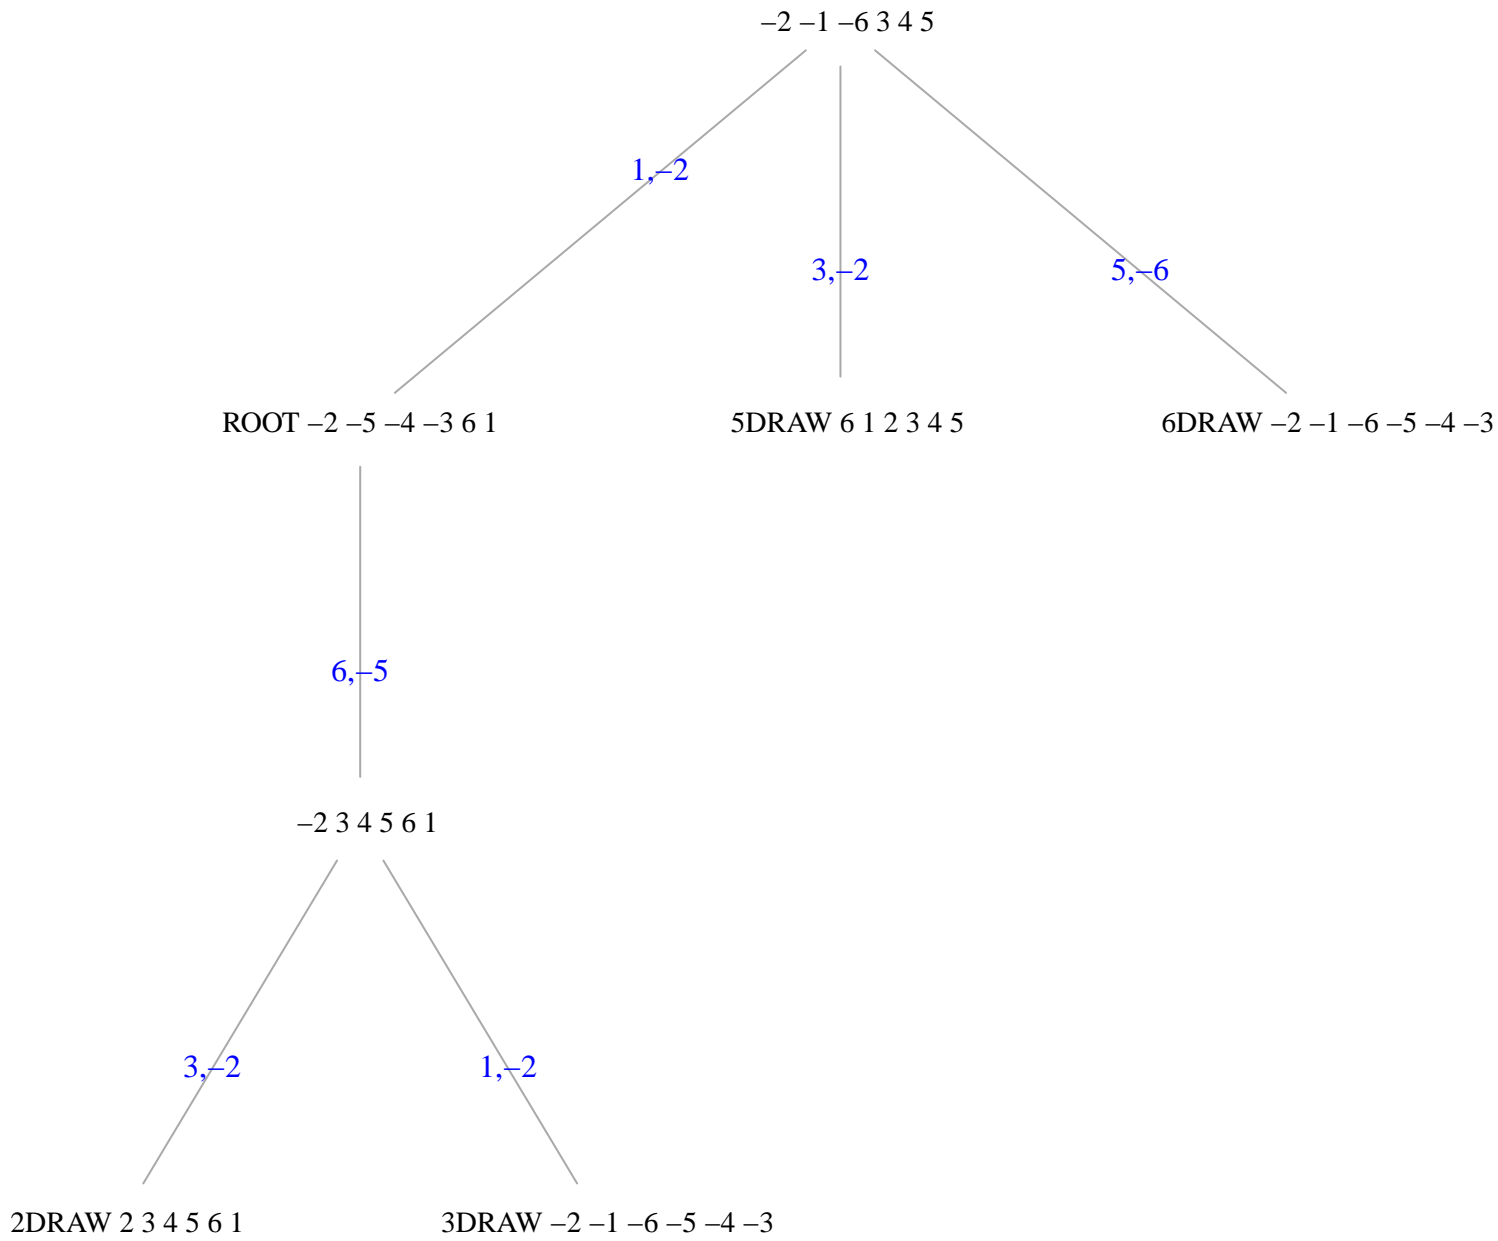 –2 –1 –6 3 4 5
1,–2
3,–2
5,–6
ROOT –2 –5 –4 –3 6 1
5DRAW 6 1 2 3 4 5
6DRAW –2 –1 –6 –5 –4 –3
6,–5
–2 3 4 5 6 1
3,–2
1,–2
2DRAW 2 3 4 5 6 1
3DRAW –2 –1 –6 –5 –4 –3